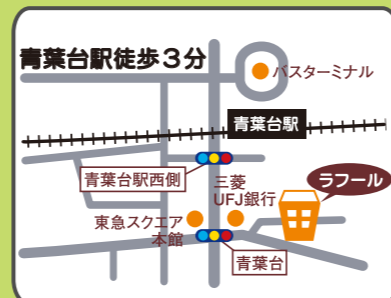 青葉台駅徒歩3分
バスターミナル
青葉台駅
青葉台駅西側
三菱
UFJ銀行
ラフール
東急スクエア
本館
青葉台